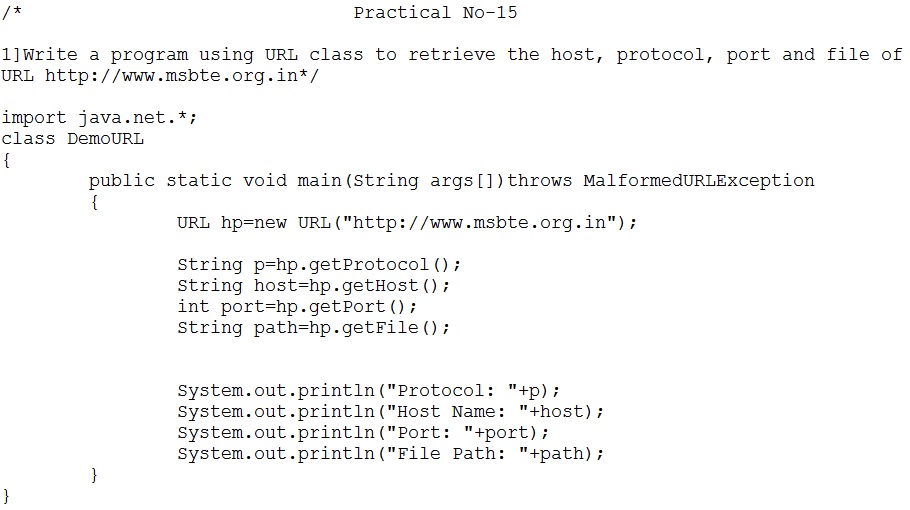 /* Practical No-15
1]Write a program using URL class to retrieve the host, protocol, port and file of
URL http://www.msbte.org.in*/
import java.net.*;
class DemoURL
{
public static void main(String args[])throws MalformedURLException
{
URL hp=new URL("http://www.msbte.org.in");
String p=hp.getProtocol();
String host=hp.getHost();
int port=hp.getPort();
String path=hp.getFile();
System.out.println("Protocol: "+p);
System.out.println("Host Name: "+host);
System.out.println("Port: "+port);
System.out.println("File Path: "+path);
}
}